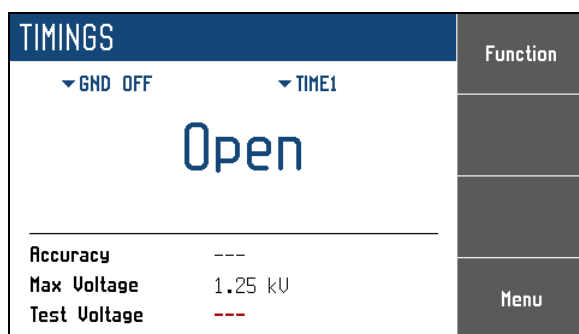 TIMINGS
Function
GND OFF
TIME1
Open
Accuracy ---
Max Voltage 1.25 kV
Test Voltage ---
Menu